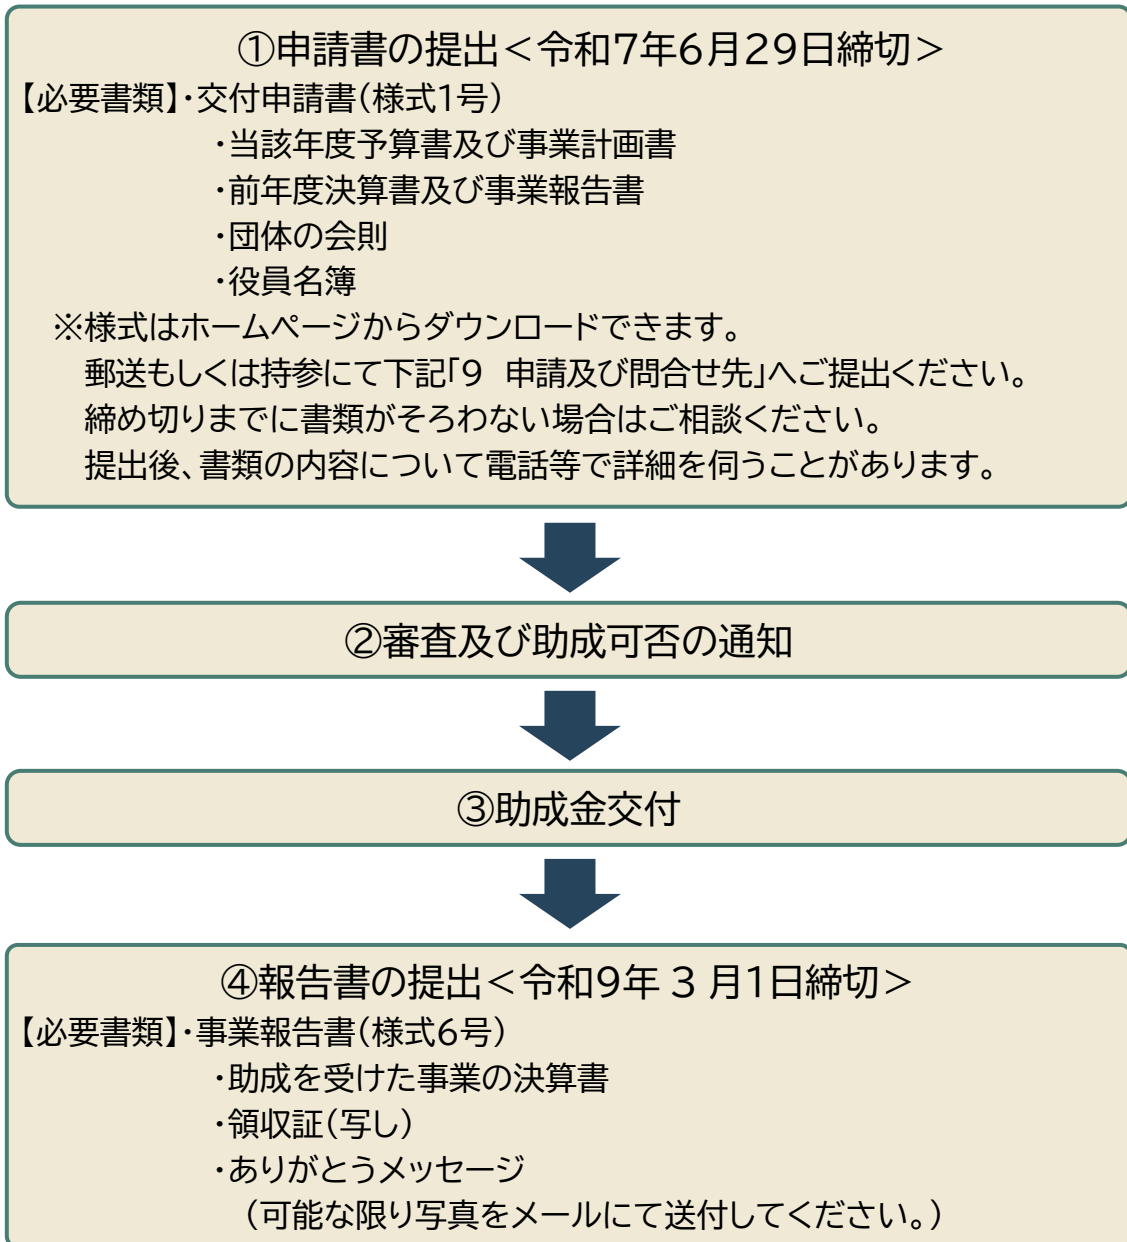 ①申請書の提出＜令和7年6月29日締切＞
【必要書類】・交付申請書（様式1号）
・当該年度予算書及び事業計画書
・前年度決算書及び事業報告書
・団体の会則
・役員名簿
※様式はホームページからダウンロードできます。
郵送もしくは持参にて下記「9　申請及び問合せ先」へご提出ください。
締め切りまでに書類がそろわない場合はご相談ください。
提出後、書類の内容について電話等で詳細を伺うことがあります。
②審査及び助成可否の通知
③助成金交付
④報告書の提出＜令和9年 3 月1日締切＞
【必要書類】・事業報告書（様式6号）
・助成を受けた事業の決算書
・領収証（写し）
・ありがとうメッセージ
（可能な限り写真をメールにて送付してください。）